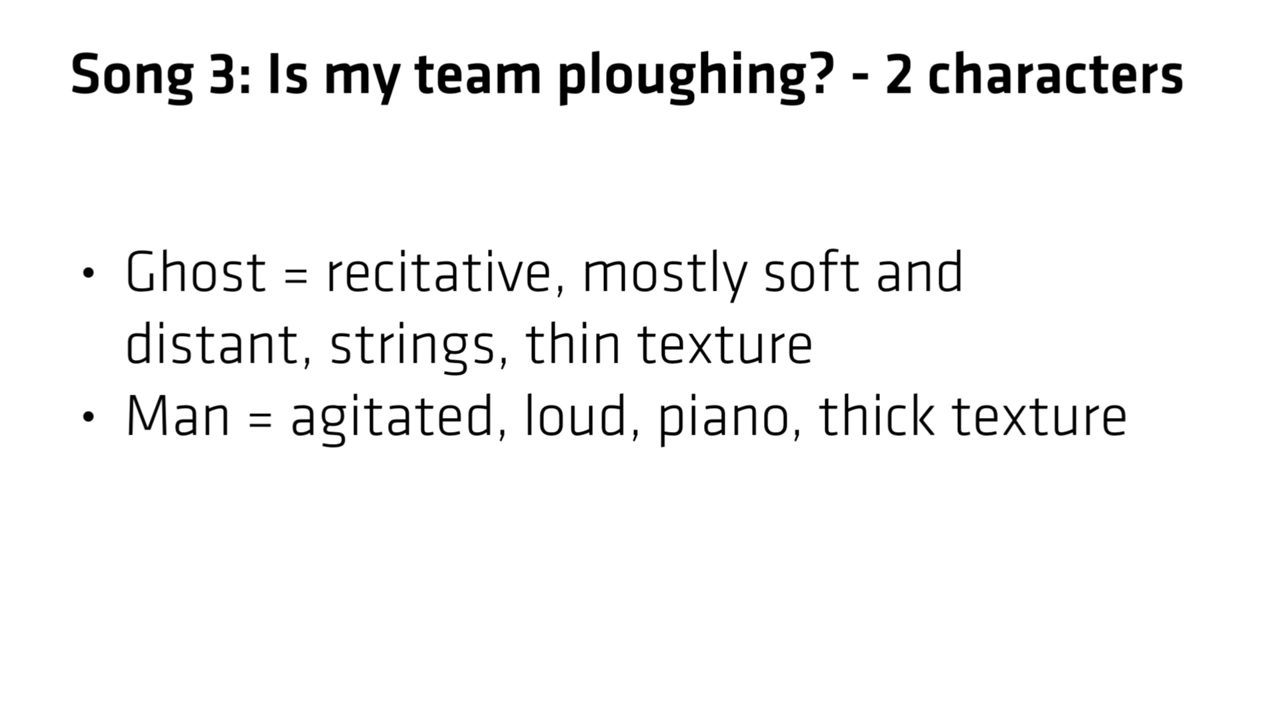 Song 3: Is my team ploughing? - 2 characters
• Ghost = recitative, mostly soft and
distant, strings, thin texture
• Man = agitated, loud, piano, thick texture